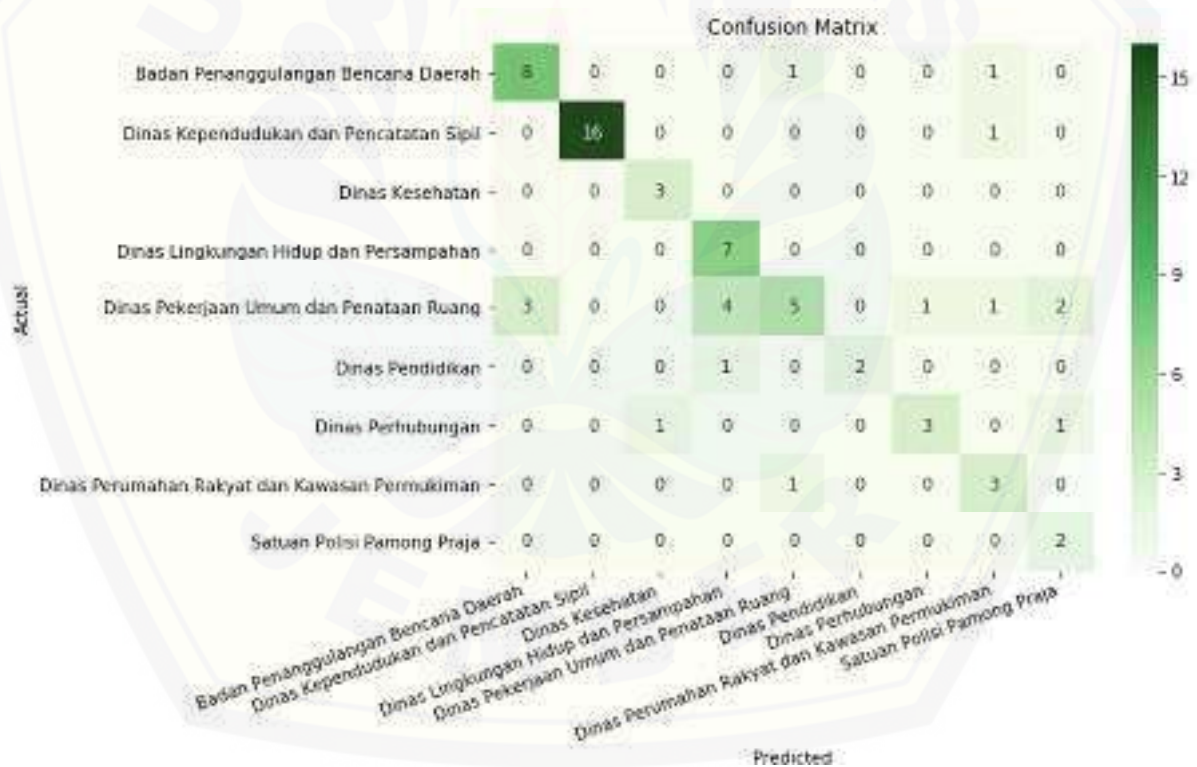 Confusion Matrix
Badan Penanggulangan Bencana Daerah 8 0 0 0 1 0 0 1 0
Dinas Kependudukan dan Pencatatan Sipil 0 16 0 0 0 0 0 1 0
Dinas Kesehatan 0 0 3 0 0 0 0 0 0
Dinas Lingkungan Hidup dan Persampahan 0 0 0 7 0 0 0 0 0
Dinas Pekerjaan Umum dan Penataan Ruang 3 0 0 4 5 0 1 1 2
Dinas Pendidikan 0 0 0 1 0 2 0 0 0
Dinas Perhubungan 0 0 1 0 0 0 3 0 1
Dinas Perumahan Rakyat dan Kawasan Permukiman 0 0 0 0 1 0 0 3 0
Satuan Polisi Pamong Praja 0 0 0 0 0 0 0 0 2
Actual
Badan Penanggulangan Bencana Daerah
Dinas Kependudukan dan Pencatatan Sipil
Dinas Kesehatan
Dinas Lingkungan Hidup dan Persampahan
Dinas Pekerjaan Umum dan Penataan Ruang
Dinas Pendidikan
Dinas Perhubungan
Dinas Perumahan Rakyat dan Kawasan Permukiman
Satuan Polisi Pamong Praja
Predicted
15
12
9
6
3
0